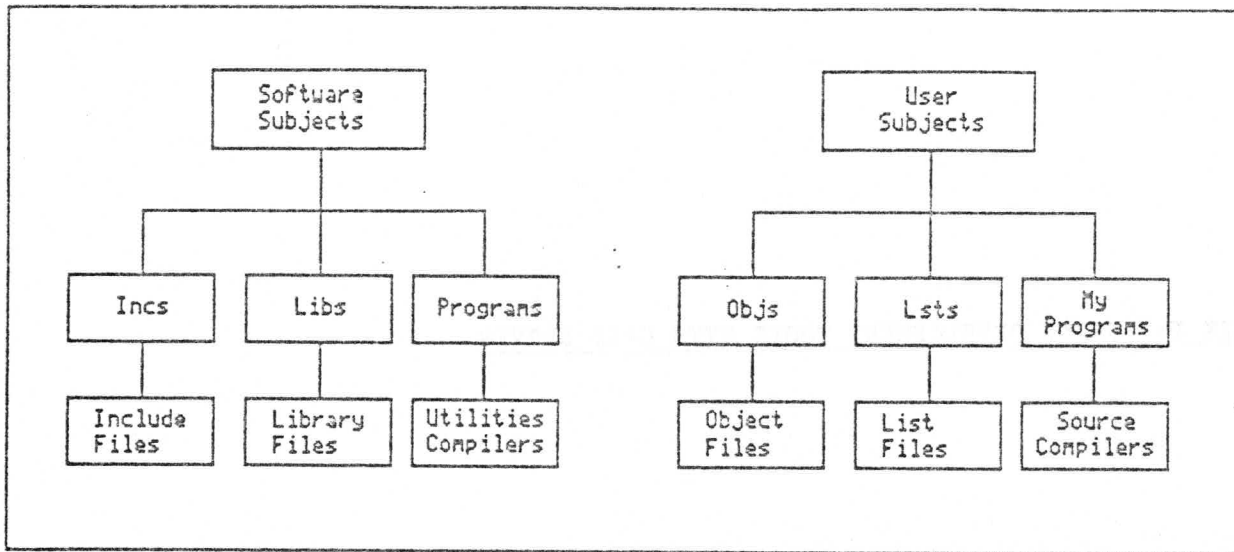 Software
Subjects
Incs
Libs
Programs
Include
Files
Library
Files
Utilities
Compilers
User
Subjects
Objs
Lsts
My
Programs
Object
Files
List
Files
Source
Compilers